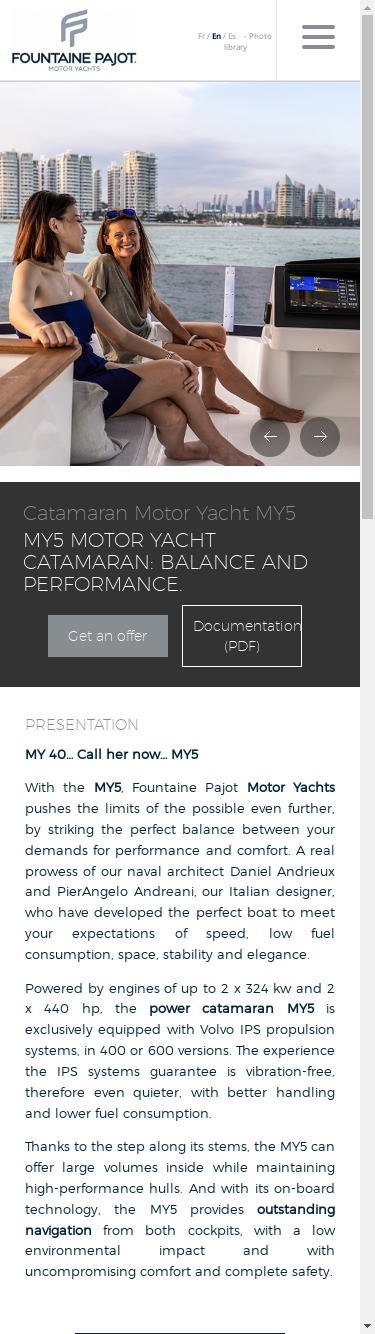 FOUNTAINE PAJOT
MOTOR YACHTS
Fr / En / Es - Photo
library
Catamaran Motor Yacht MY5
MY5 MOTOR YACHT
CATAMARAN: BALANCE AND
PERFORMANCE.
Get an offer
Documentation
(PDF)
PRESENTATION
MY 40... Call her now... MY5
With the MY5, Fountaine Pajot Motor Yachts
pushes the limits of the possible even further,
by striking the perfect balance between your
demands for performance and comfort. A real
prowess of our naval architect Daniel Andrieux
and PierAngelo Andreani, our Italian designer,
who have developed the perfect boat to meet
your expectations of speed, low fuel
consumption, space, stability and elegance.
Powered by engines of up to 2 x 324 kw and 2
x 440 hp, the power catamaran MY5 is
exclusively equipped with Volvo IPS propulsion
systems, in 400 or 600 versions. The experience
the IPS systems guarantee is vibration-free,
therefore even quieter, with better handling
and lower fuel consumption.
Thanks to the step along its stems, the MY5 can
offer large volumes inside while maintaining
high-performance hulls. And with its on-board
technology, the MY5 provides outstanding
navigation from both cockpits, with a low
environmental impact and with
uncompromising comfort and complete safety.